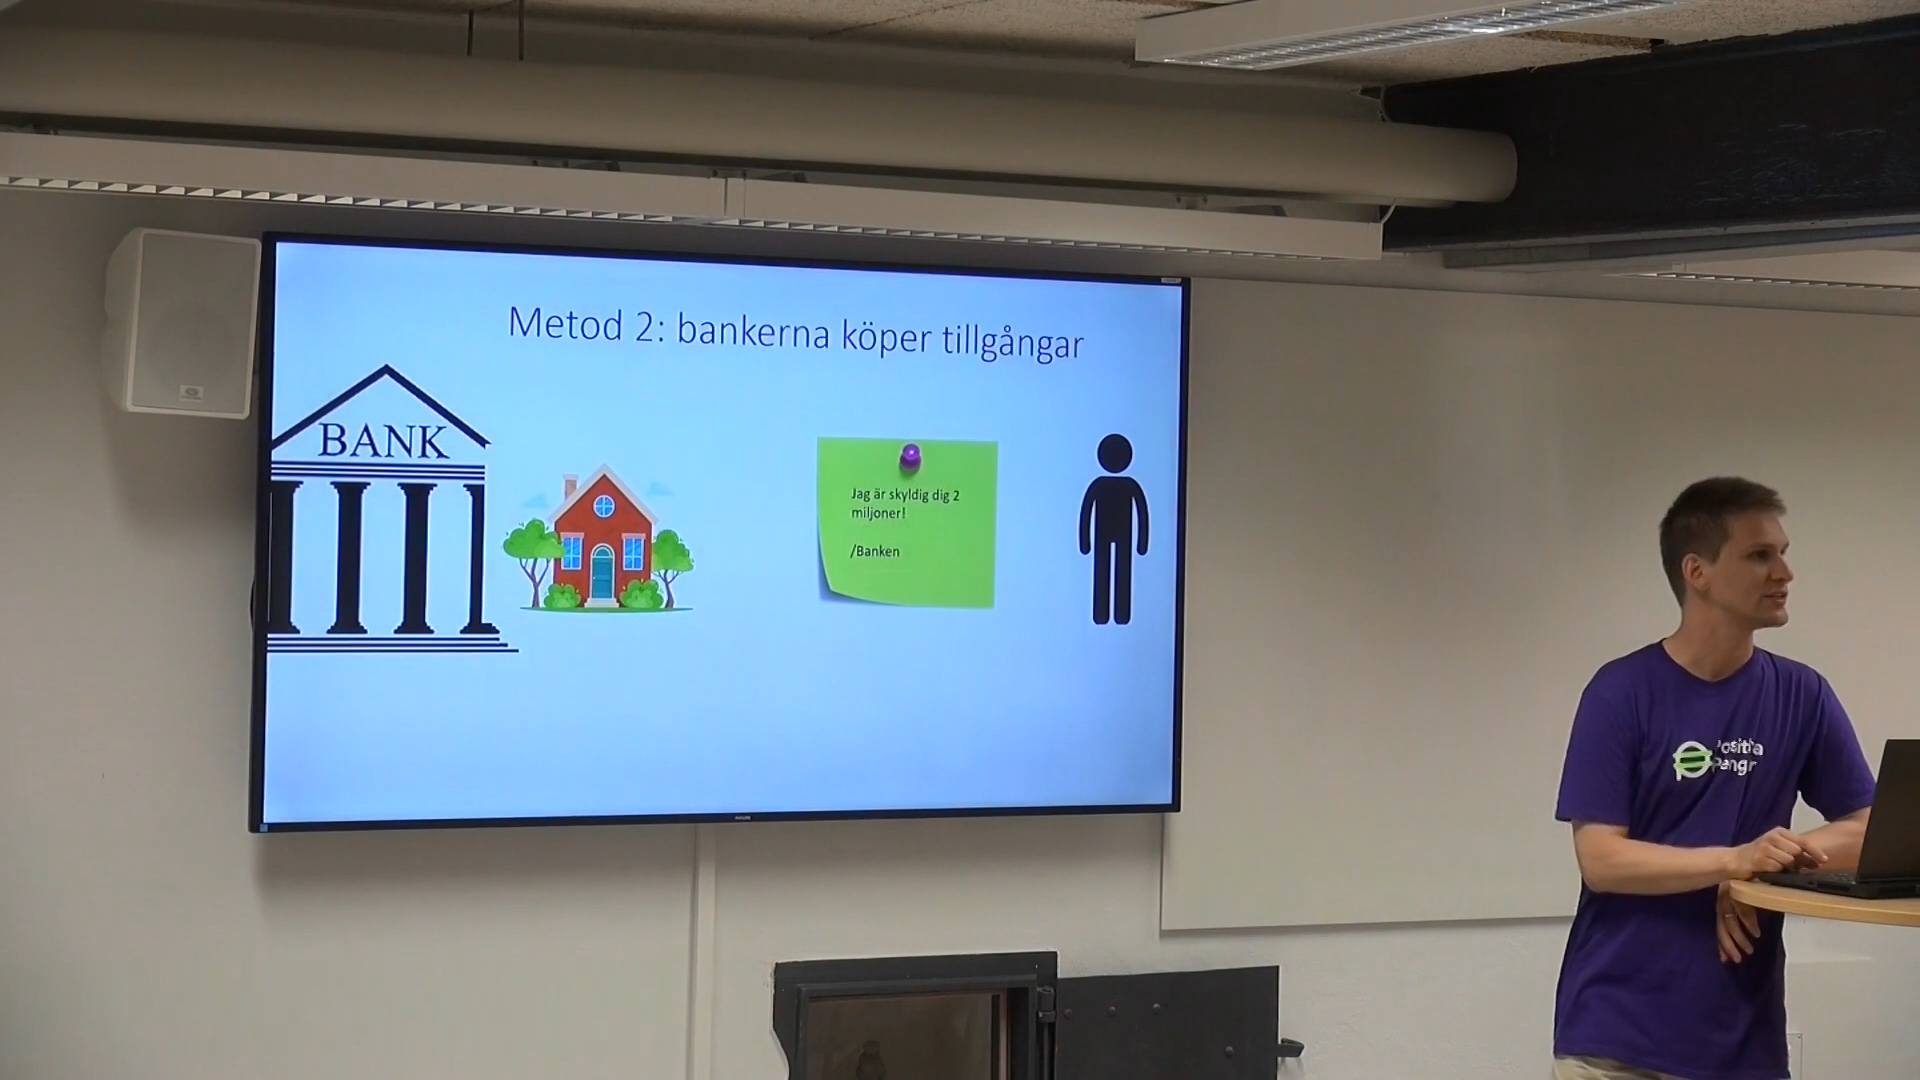 Metod 2: bankerna köper tillgångar
BANK
Jag är skyldig dig 2
miljoner!
/Banken